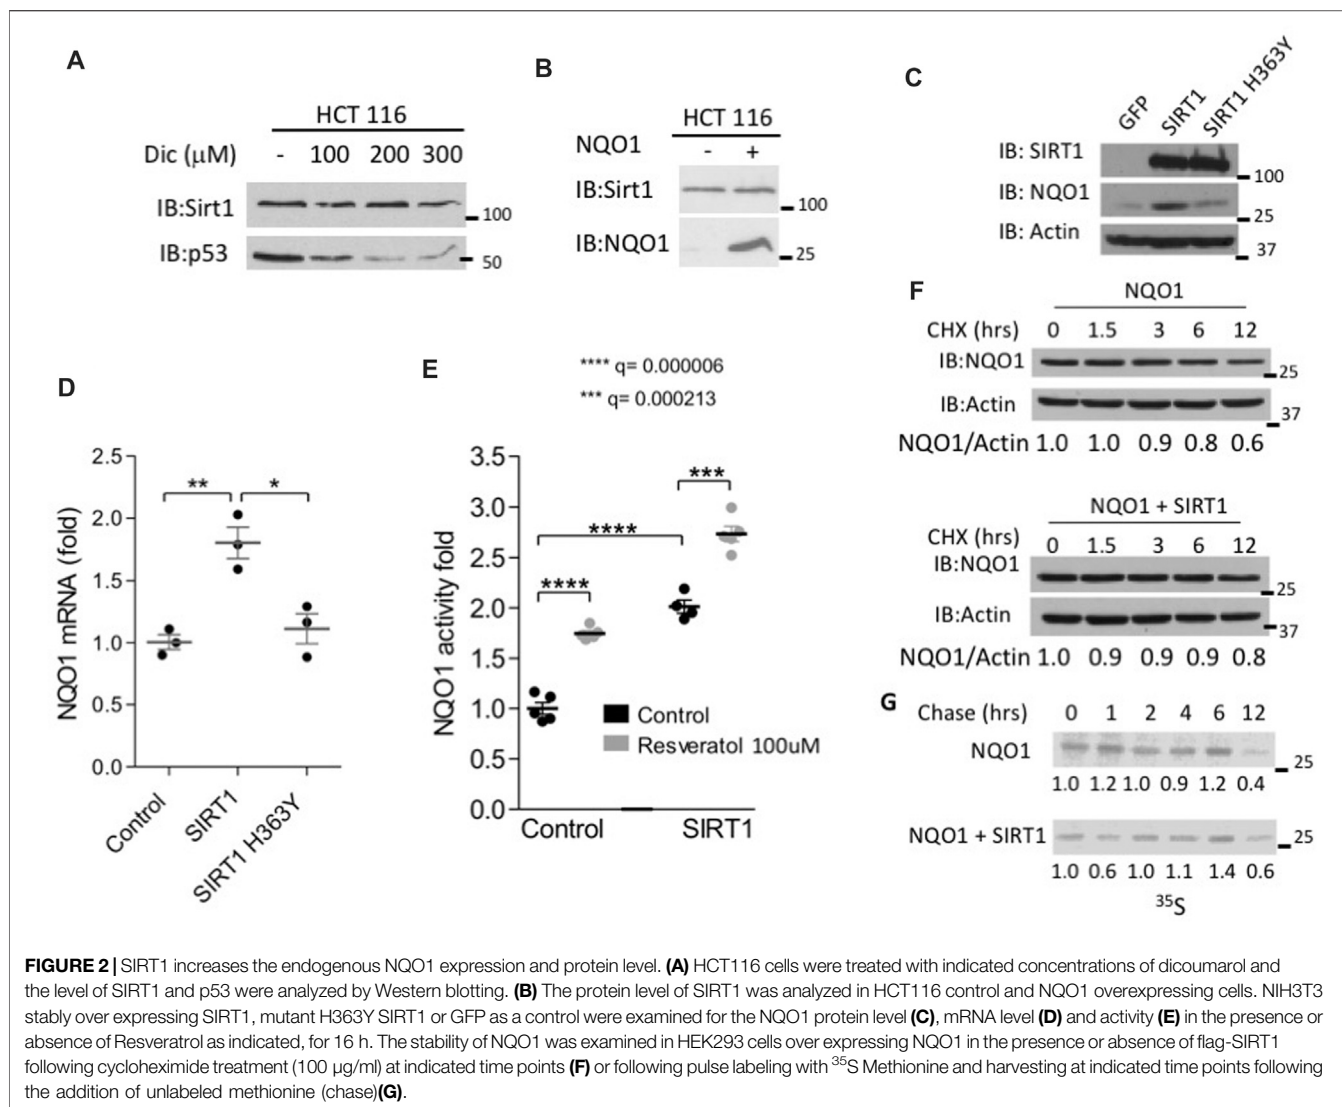 A
HCT 116
Dic (µM) - 100 200 300
IB:Sirt1
100
IB:p53
50
B
HCT 116
NQO1 - +
IB:Sirt1
100
IB:NQO1
25
C
GFP SIRT1 SIRT1 H363Y
IB: SIRT1
100
IB: NQO1
25
IB: Actin
37
D
NQO1 mRNA (fold)
2.5
2.0
1.5
1.0
0.5
0.0
** *
Control SIRT1 SIRT1 H363Y
E
**** q= 0.000006
*** q= 0.000213
NQO1 activity fold
3.5
3.0
2.5
2.0
1.5
1.0
0.5
0.0
***
****
****
Control
Resveratol 100uM
Control SIRT1
F
NQO1
CHX (hrs) 0 1.5 3 6 12
IB:NQO1
25
IB:Actin
37
NQO1/Actin 1.0 1.0 0.9 0.8 0.6
NQO1 + SIRT1
CHX (hrs) 0 1.5 3 6 12
IB:NQO1
25
IB:Actin
37
NQO1/Actin 1.0 0.9 0.9 0.9 0.8
G
Chase (hrs) 0 1 2 4 6 12
NQO1
25
1.0 1.2 1.0 0.9 1.2 0.4
NQO1 + SIRT1
25
1.0 0.6 1.0 1.1 1.4 0.6
³⁵S
FIGURE 2 | SIRT1 increases the endogenous NQO1 expression and protein level. (A) HCT116 cells were treated with indicated concentrations of dicoumarol and
the level of SIRT1 and p53 were analyzed by Western blotting. (B) The protein level of SIRT1 was analyzed in HCT116 control and NQO1 overexpressing cells. NIH3T3
stably over expressing SIRT1, mutant H363Y SIRT1 or GFP as a control were examined for the NQO1 protein level (C), mRNA level (D) and activity (E) in the presence or
absence of Resveratrol as indicated, for 16 h. The stability of NQO1 was examined in HEK293 cells over expressing NQO1 in the presence or absence of flag-SIRT1
following cycloheximide treatment (100 µg/ml) at indicated time points (F) or following pulse labeling with ³⁵S Methionine and harvesting at indicated time points following
the addition of unlabeled methionine (chase)(G).